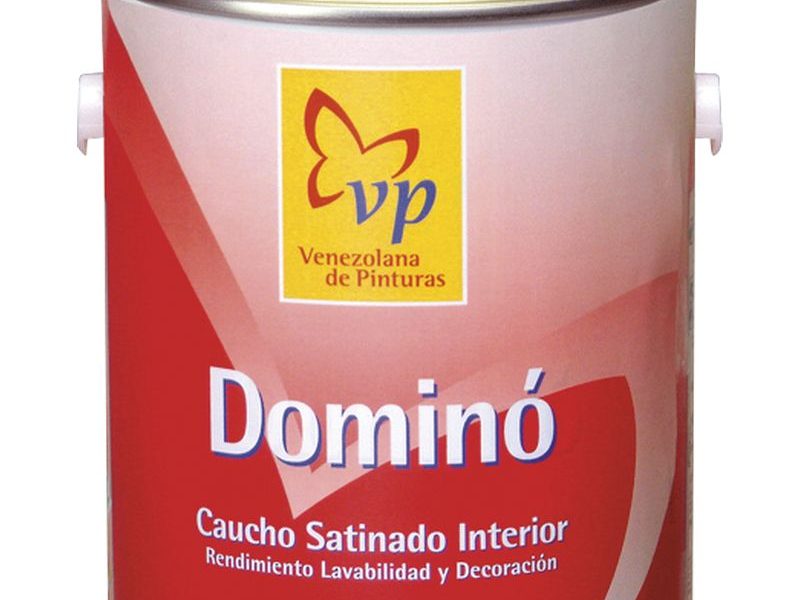 vp
Venezolana
de Pinturas
Dominó
Caucho Satinado Interior
Rendimiento Lavabilidad y Decoración